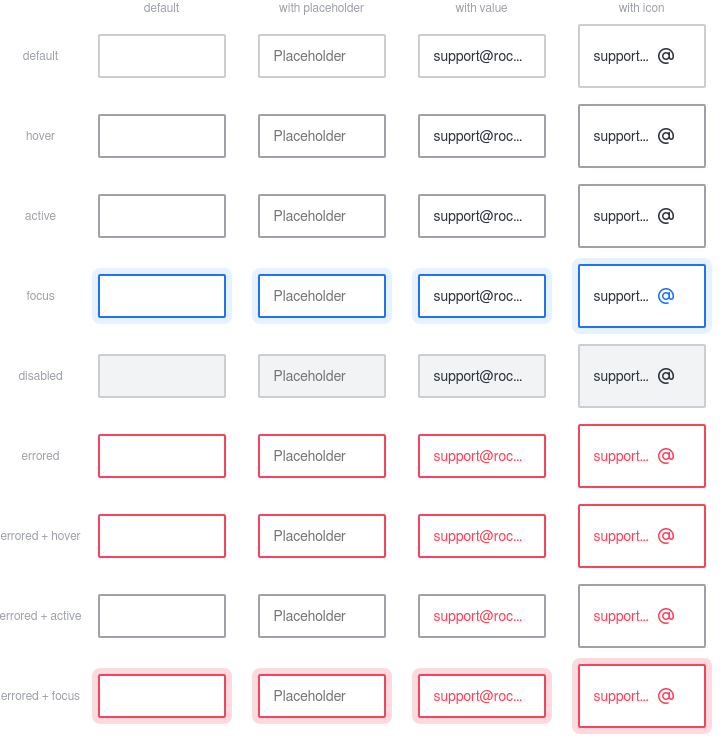 default with placeholder with value with icon
default Placeholder support@roc... support... @
hover Placeholder support@roc... support... @
active Placeholder support@roc... support... @
focus Placeholder support@roc... support... @
disabled Placeholder support@roc... support... @
errored Placeholder support@roc... support... @
errored + hover Placeholder support@roc... support... @
errored + active Placeholder support@roc... support... @
errored + focus Placeholder support@roc... support... @